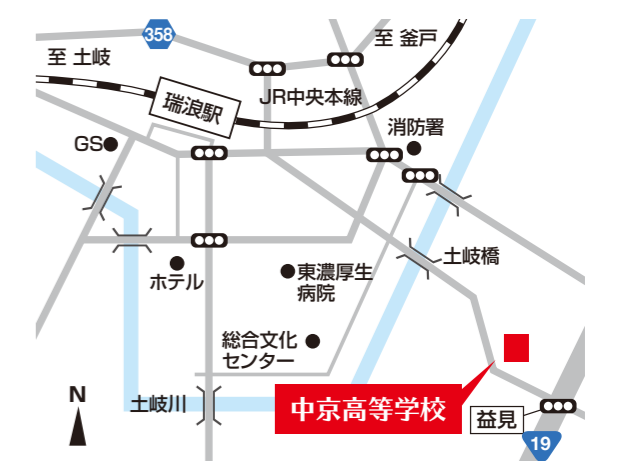 358
至 土岐
至 釜戸
瑞浪駅
JR中央本線
消防署
GS
土岐橋
ホテル
東濃厚生
病院
総合文化
センター
土岐川
中京高等学校
N
益見
19